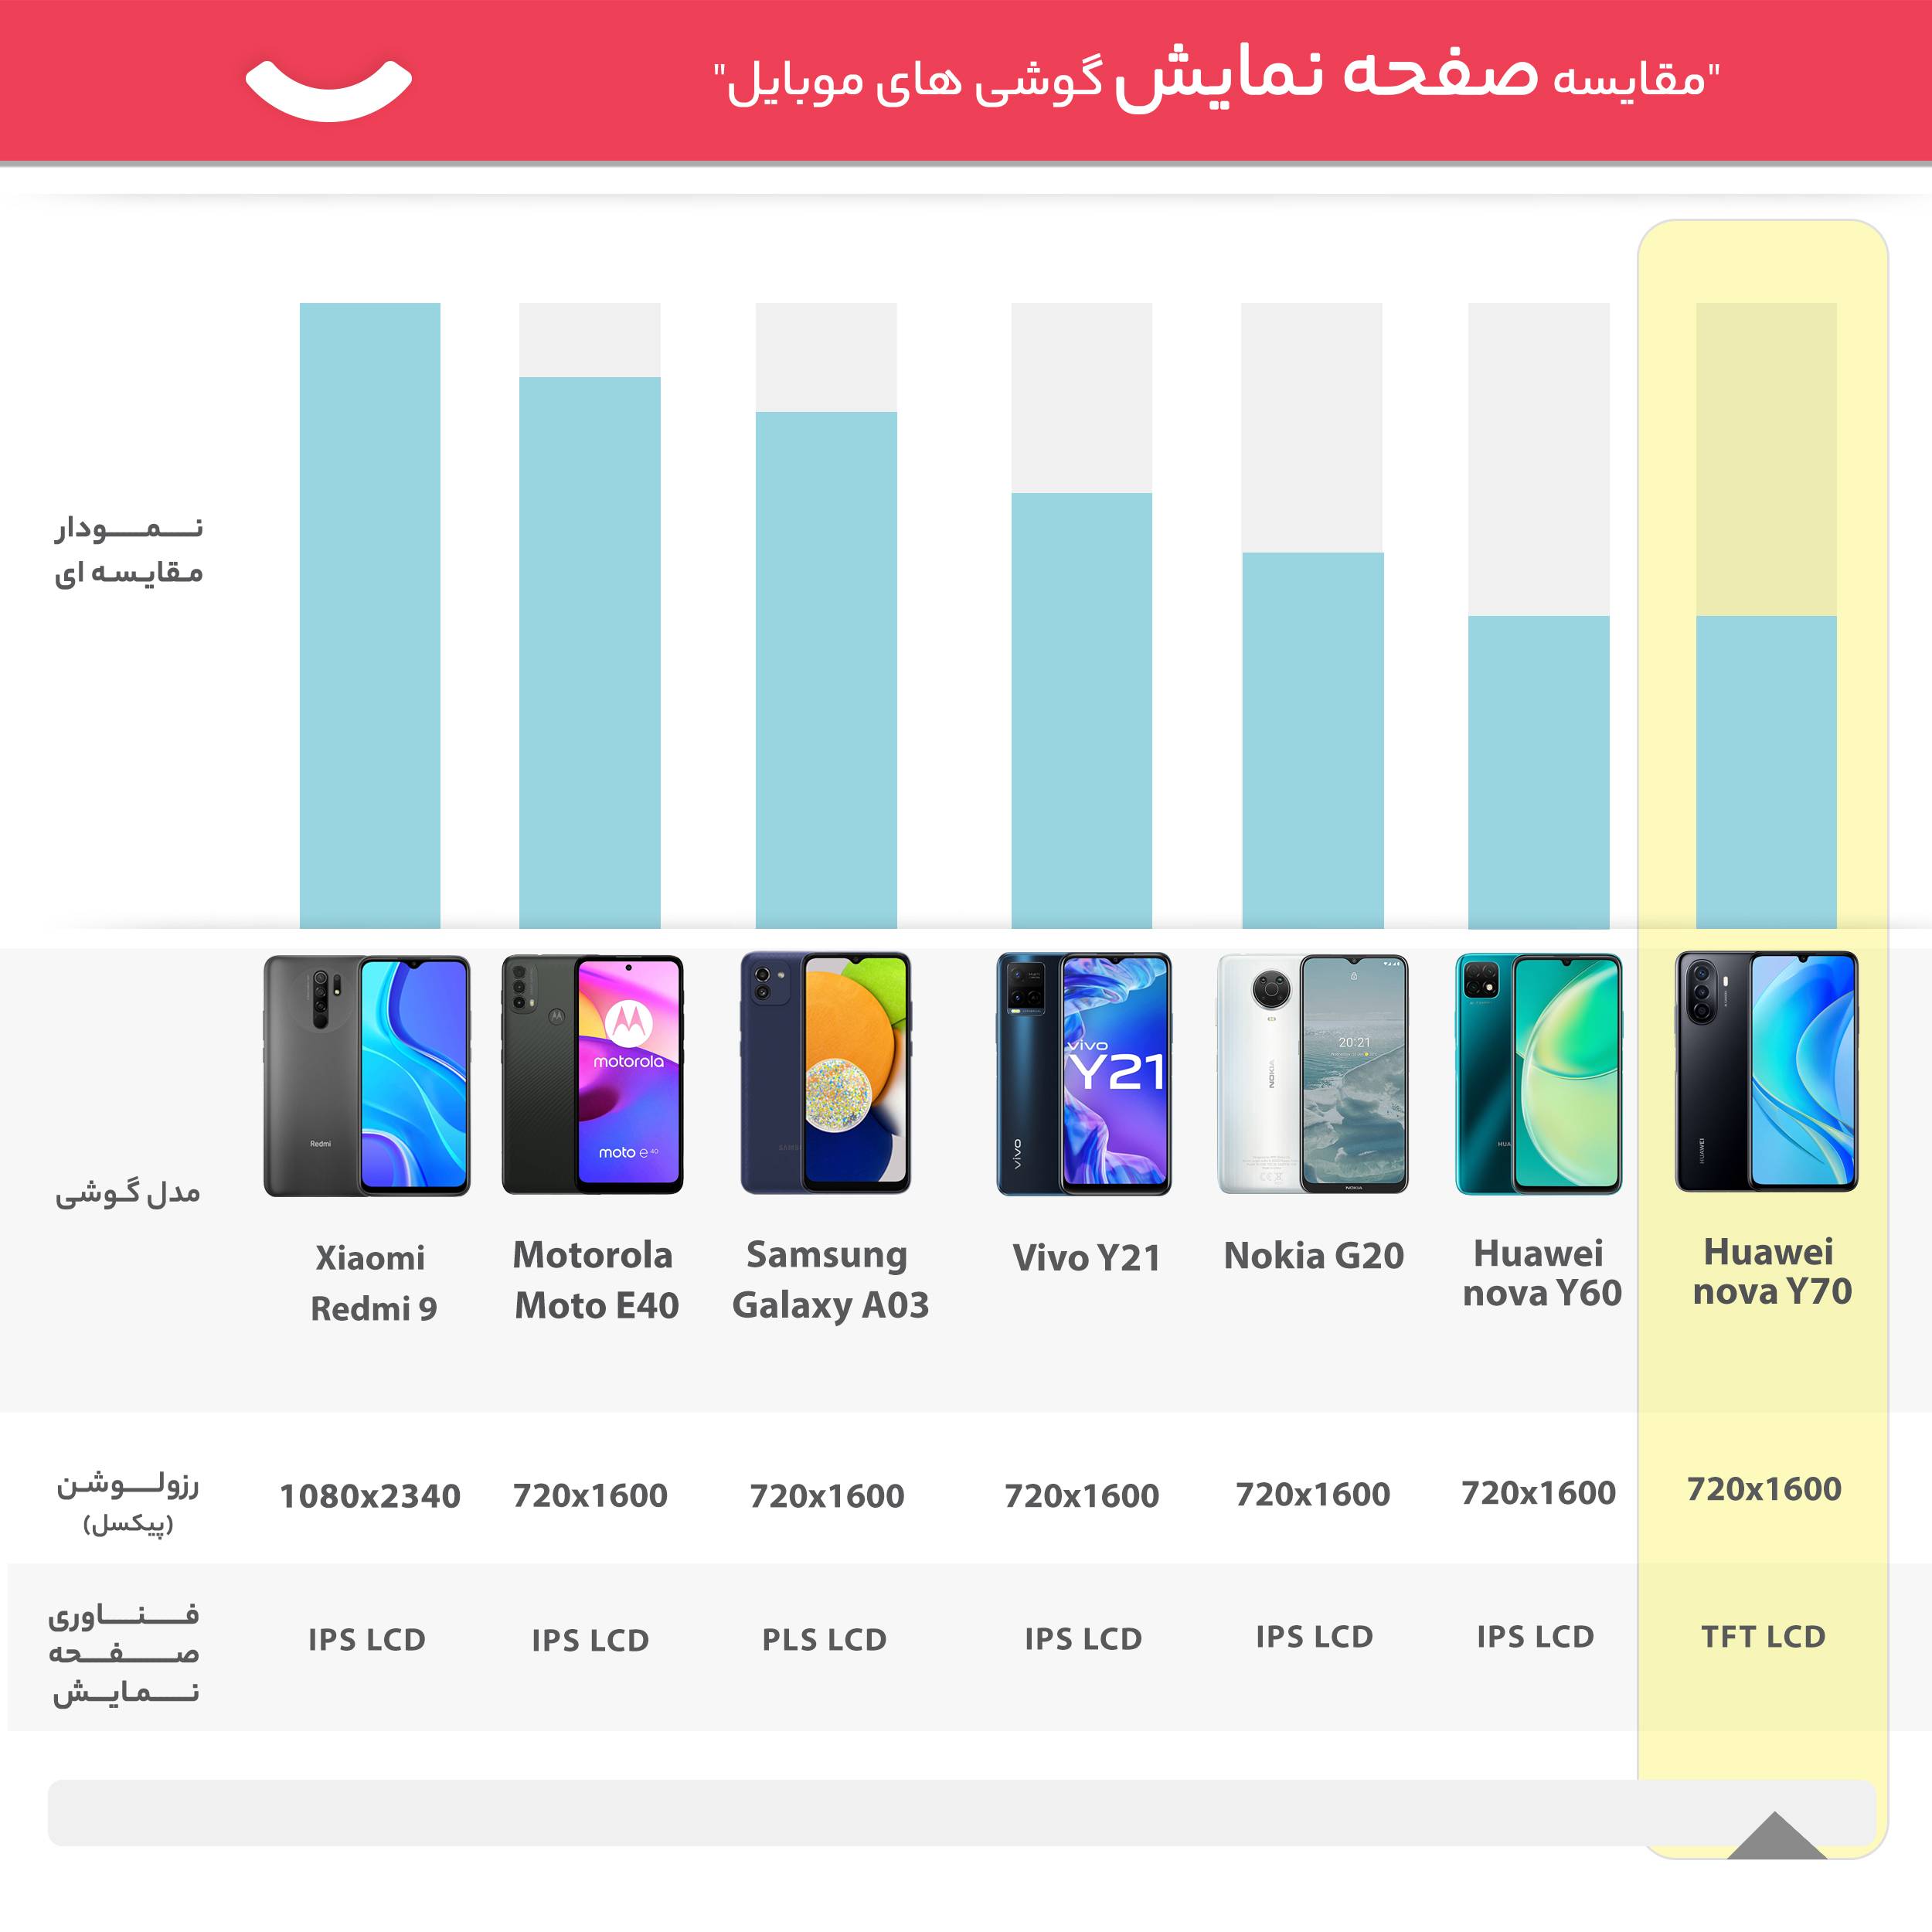 "مقایسه صفحه نمایش گوشی های موبایل"
نمودار
مقایسه ای
Redmi
motorola
moto e 40
vivo
Y21
vivo
NOKIA
20:21
NOKIA
HUAWEI
مدل گوشی
Xiaomi
Redmi 9
Motorola
Moto E40
Samsung
Galaxy A03
Vivo Y21
Nokia G20
Huawei
nova Y60
Huawei
nova Y70
رزولوشن
(پیکسل)
1080x2340
720x1600
720x1600
720x1600
720x1600
720x1600
720x1600
فناوری
صفحه
نمایش
IPS LCD
IPS LCD
PLS LCD
IPS LCD
IPS LCD
IPS LCD
TFT LCD